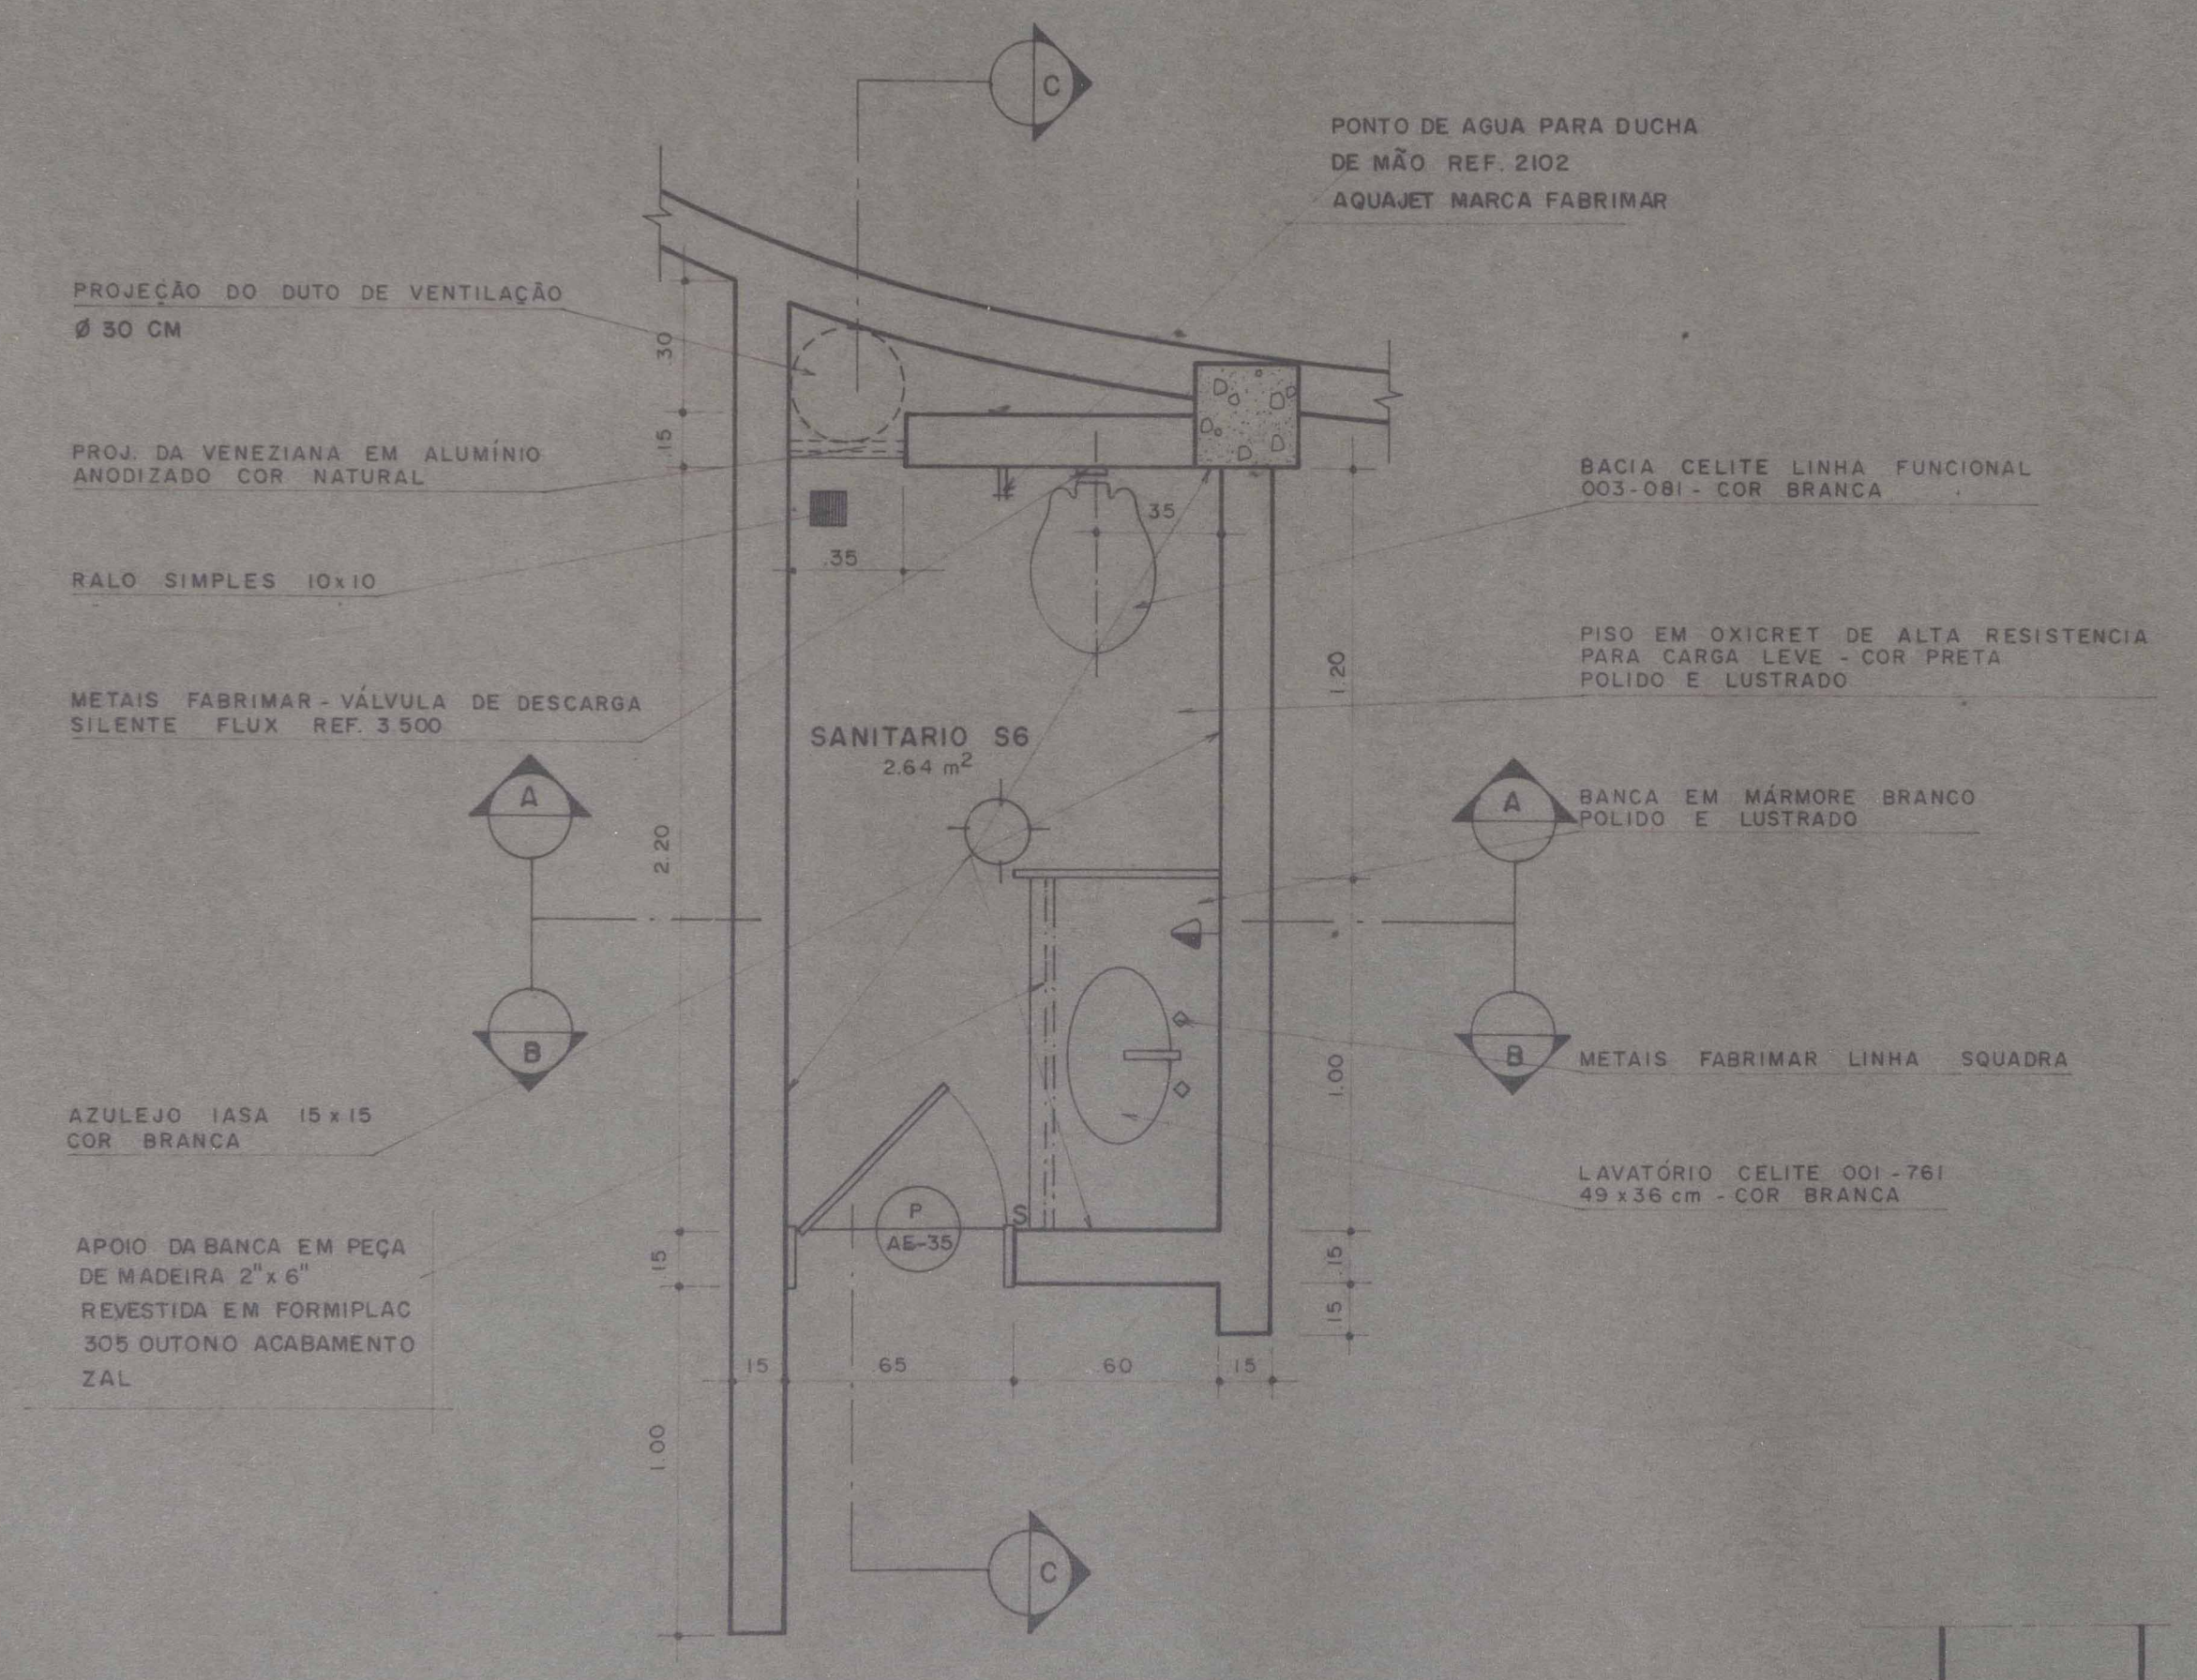 C
PONTO DE AGUA PARA DUCHA
DE MÃO REF. 2102
AQUAJET MARCA FABRIMAR
PROJEÇÃO DO DUTO DE VENTILAÇÃO
Ø 30 CM
PROJ. DA VENEZIANA EM ALUMÍNIO
ANODIZADO COR NATURAL
RALO SIMPLES 10x10
METAIS FABRIMAR - VÁLVULA DE DESCARGA
SILENTE FLUX REF. 3.500
A
B
AZULEJO IASA 15x15
COR BRANCA
APOIO DA BANCA EM PEÇA
DE MADEIRA 2"x 6"
REVESTIDA EM FORMIPLAC
305 OUTONO ACABAMENTO
ZAL
.30
.15
2.20
.15
1.00
.35
.35
SANITARIO S6
2.64 m²
P
AE-35
S
.15
.65
.60
.15
C
1.20
1.00
.15
.15
BACIA CELITE LINHA FUNCIONAL
003-081 - COR BRANCA
PISO EM OXICRET DE ALTA RESISTENCIA
PARA CARGA LEVE - COR PRETA
POLIDO E LUSTRADO
A
BANCA EM MÁRMORE BRANCO
POLIDO E LUSTRADO
B
METAIS FABRIMAR LINHA SQUADRA
LAVATÓRIO CELITE 001-761
49 x 36 cm - COR BRANCA